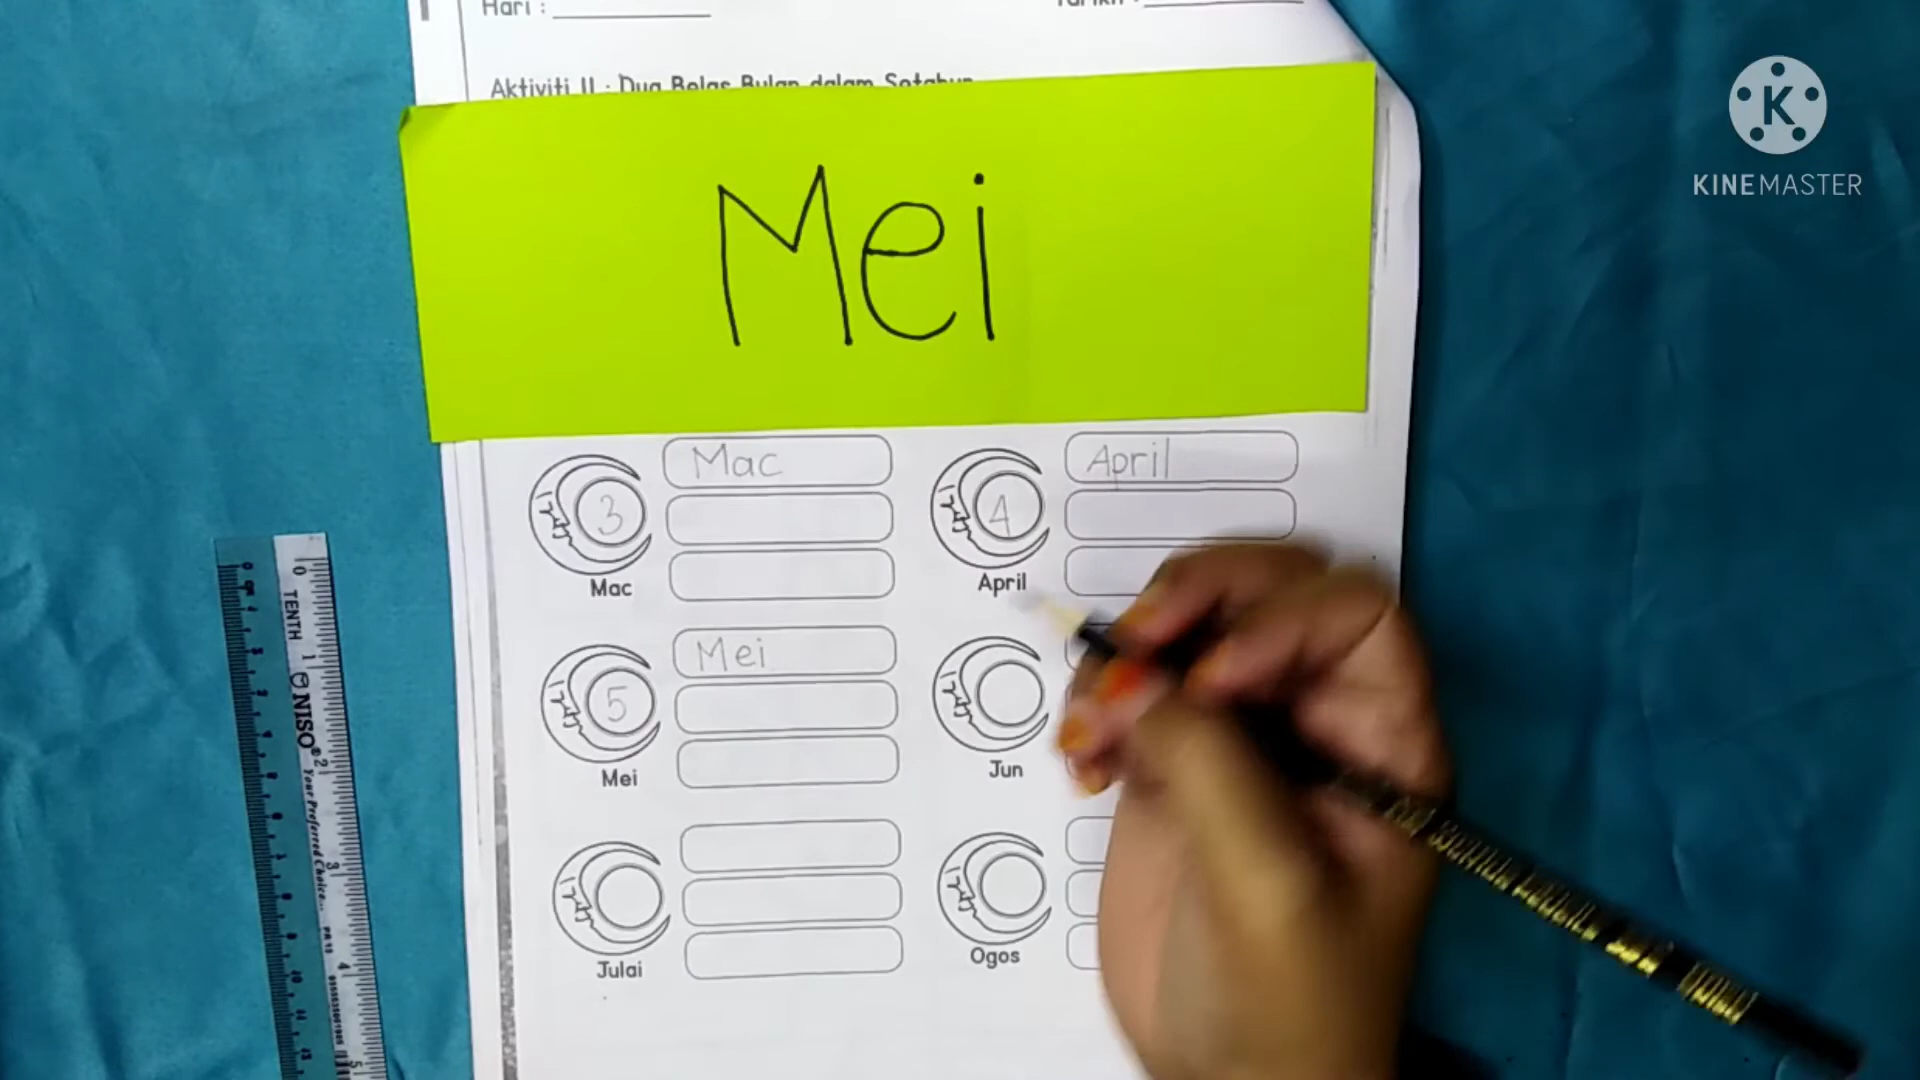 Hari :
Aktiviti 11 : Dua Belas Bulan dalam Setahun
Mei
KINEMASTER
Mac
April
3
4
Mac
April
Mei
5
Mei
Jun
Julai
Ogos
TENTH
NISO
Your Preferred Choice...